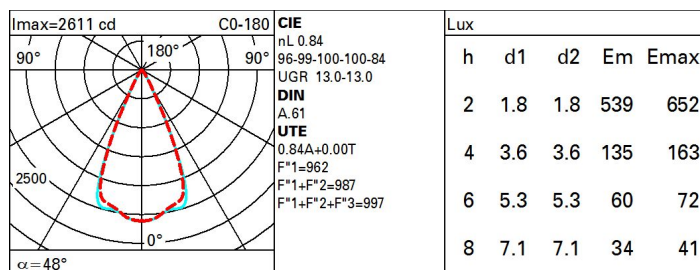 Imax=2611 cd C0-180
90° 180° 90°
2500
0°
α=48°
CIE
nL 0.84
96-99-100-100-84
UGR 13.0-13.0
DIN
A.61
UTE
0.84A+0.00T
F"1=962
F"1+F"2=987
F"1+F"2+F"3=997
Lux
h d1 d2 Em Emax
2 1.8 1.8 539 652
4 3.6 3.6 135 163
6 5.3 5.3 60 72
8 7.1 7.1 34 41